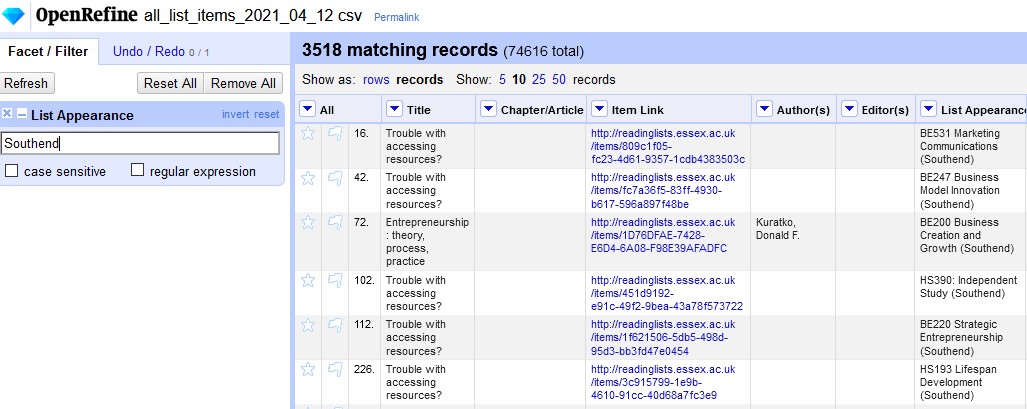 OpenRefine all_list_items_2021_04_12 csv Permalink
Facet / Filter Undo / Redo 0 / 1
Refresh Reset All Remove All
List Appearance invert reset
Southend
case sensitive regular expression
3518 matching records (74616 total)
Show as: rows records Show: 5 10 25 50 records
All Title Chapter/Article Item Link Author(s) Editor(s) List Appearanc
16. Trouble with http://readinglists.essex.ac.uk BE531 Marketing
accessing /items/809c1f05- Communications
resources? fc23-4d61-9357-1cdb4383503c (Southend)
42. Trouble with http://readinglists.essex.ac.uk BE247 Business
accessing /items/fc7a36f5-83ff-4930- Model Innovation
resources? b617-596a897f48be (Southend)
72. Entrepreneurship http://readinglists.essex.ac.uk Kuratko, BE200 Business
: theory, /items/1D76DFAE-7428- Donald F. Creation and
process, E6D4-6A08-F98E39AFADFC Growth (Southend)
practice
102. Trouble with http://readinglists.essex.ac.uk HS390: Independent
accessing /items/451d9192- Study (Southend)
resources? e91c-49f2-9bea-43a78f573722
112. Trouble with http://readinglists.essex.ac.uk BE220 Strategic
accessing /items/1f621506-5db5-498d- Entrepreneurship
resources? 95d3-bb3fd47e0454 (Southend)
226. Trouble with http://readinglists.essex.ac.uk HS193 Lifespan
accessing /items/3c915799-1e9b- Development
resources? 4610-91cc-40d68a7fc3e9 (Southend)